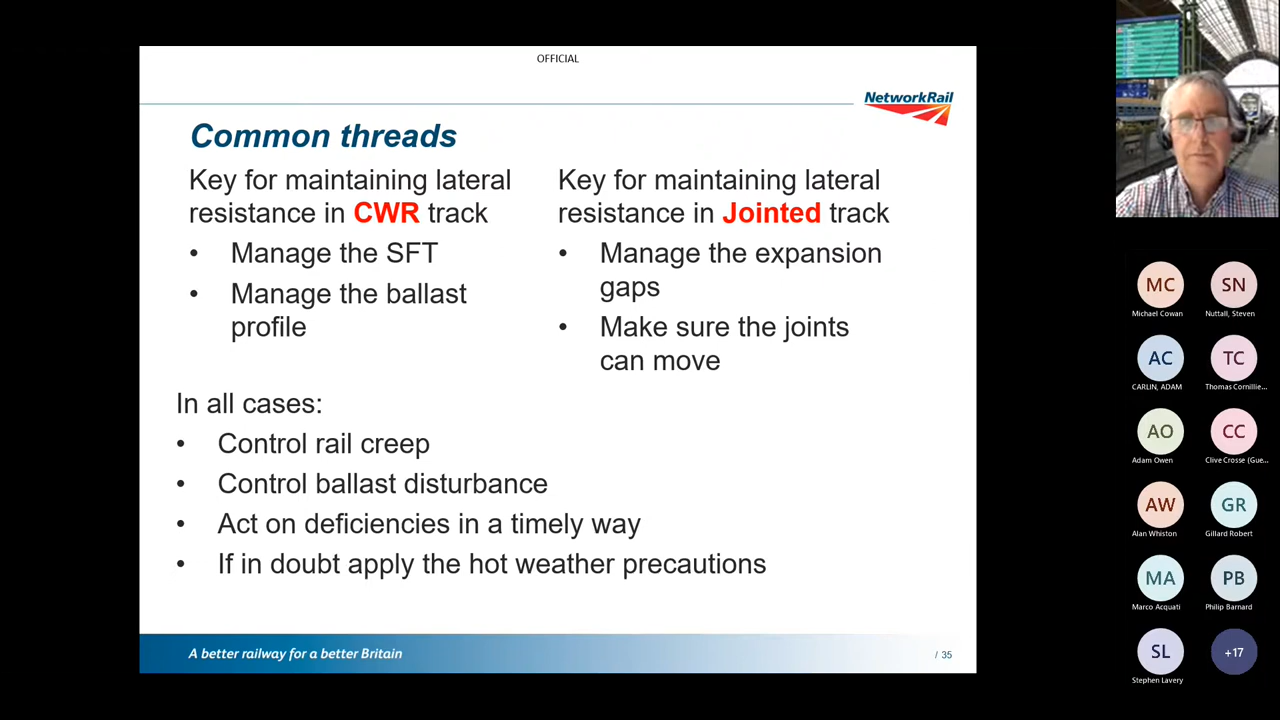 OFFICIAL
NetworkRail
Common threads
Key for maintaining lateral
resistance in CWR track
• Manage the SFT
• Manage the ballast
profile
Key for maintaining lateral
resistance in Jointed track
• Manage the expansion
gaps
• Make sure the joints
can move
In all cases:
• Control rail creep
• Control ballast disturbance
• Act on deficiencies in a timely way
• If in doubt apply the hot weather precautions
A better railway for a better Britain
/ 35
MC
Michael Cowan
SN
Nuttall, Steven
AC
CARLIN, ADAM
TC
Thomas Cornillie...
AO
Adam Owen
CC
Clive Crosse (Gue...
AW
Alan Whiston
GR
Gillard Robert
MA
Marco Acquati
PB
Philip Barnard
SL
Stephen Lavery
+17